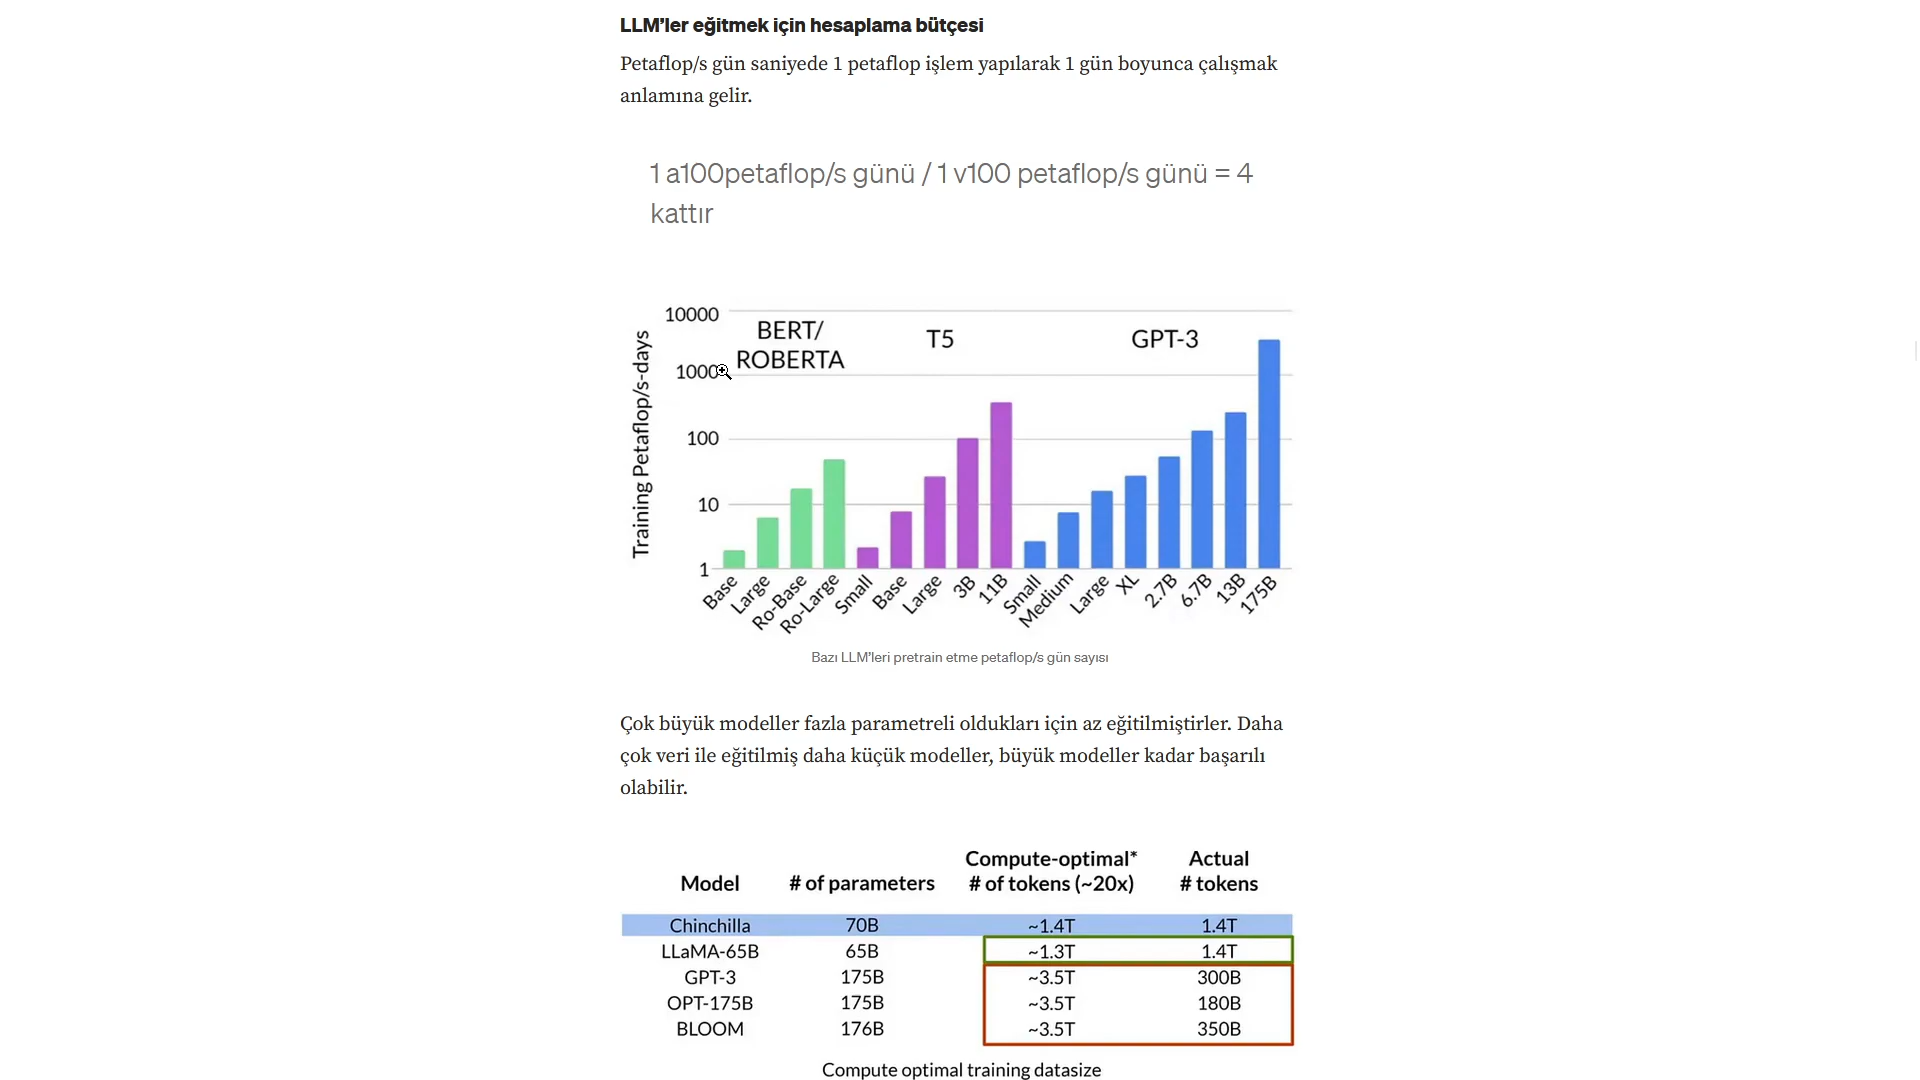 LLM’ler eğitmek için hesaplama bütçesi
Petaflop/s gün saniyede 1 petaflop işlem yapılarak 1 gün boyunca çalışmak
anlamına gelir.
1 a100petaflop/s günü / 1 v100 petaflop/s günü = 4
kattır
Training Petaflop/s-days
10000
1000
100
10
1
BERT/
ROBERTA
T5
GPT-3
Base
Large
Ro-Base
Ro-Large
Small
Base
Large
3B
11B
Small
Medium
Large
XL
2.7B
6.7B
13B
175B
Bazı LLM’leri pretrain etme petaflop/s gün sayısı
Çok büyük modeller fazla parametreli oldukları için az eğitilmiştirler. Daha
çok veri ile eğitilmiş daha küçük modeller, büyük modeller kadar başarılı
olabilir.
Compute-optimal* Actual
Model # of parameters # of tokens (~20x) # tokens
Chinchilla 70B ~1.4T 1.4T
LLaMA-65B 65B ~1.3T 1.4T
GPT-3 175B ~3.5T 300B
OPT-175B 175B ~3.5T 180B
BLOOM 176B ~3.5T 350B
Compute optimal training datasize